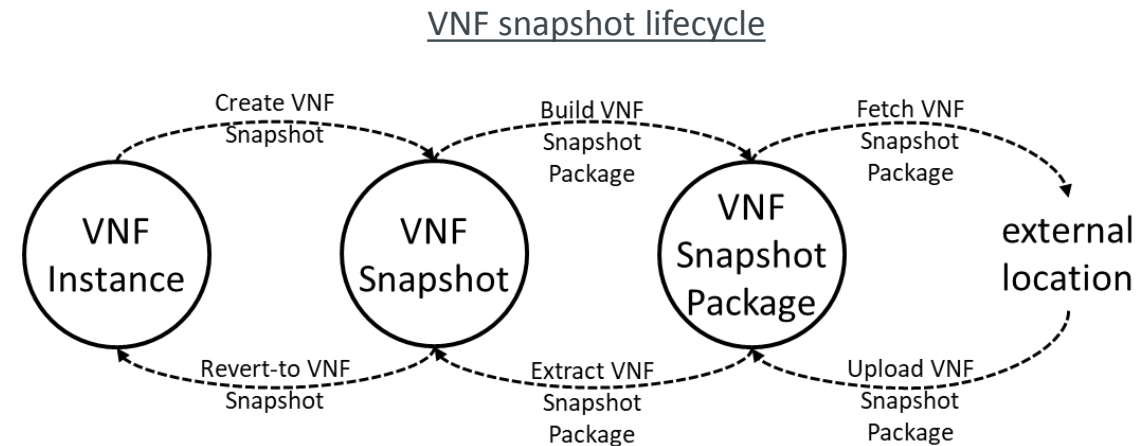 VNF snapshot lifecycle
Create VNF
Snapshot
Build VNF
Snapshot
Package
Fetch VNF
Snapshot
Package
VNF
Instance
VNF
Snapshot
VNF
Snapshot
Package
external
location
Revert-to VNF
Snapshot
Extract VNF
Snapshot
Package
Upload VNF
Snapshot
Package